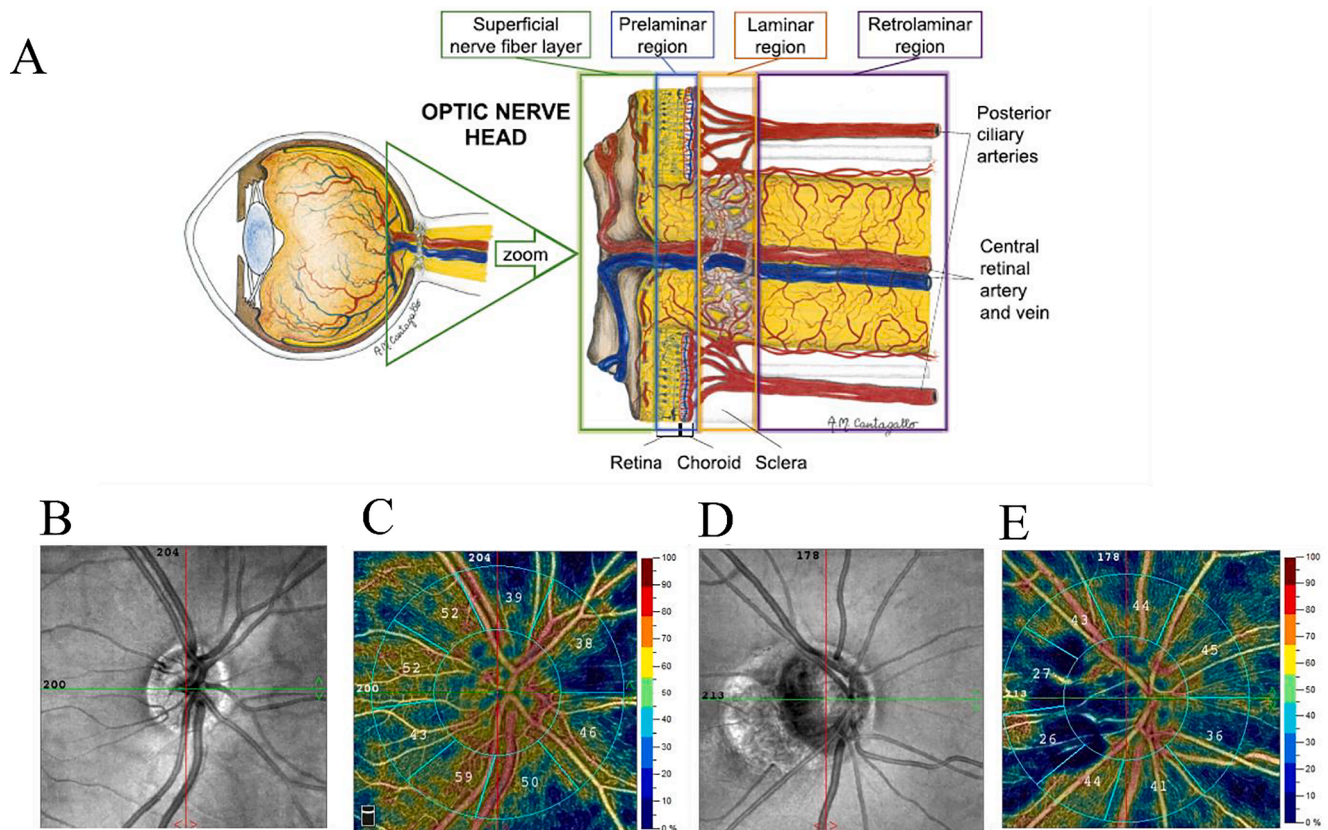 A
Superficial
nerve fiber layer
Prelaminar
region
Laminar
region
Retrolaminar
region
OPTIC NERVE
HEAD
zoom
Posterior
ciliary
arteries
Central
retinal
artery
and vein
A.M. Cantagallo
A.M. Cantagallo
Retina Choroid Sclera
B
204
200
C
204
39
52
38
52
200
43
46
59
50
100
90
80
70
60
50
40
30
20
10
0 %
D
178
213
E
178
43
44
45
27
213
26
36
44
41
100
90
80
70
60
50
40
30
20
10
0 %